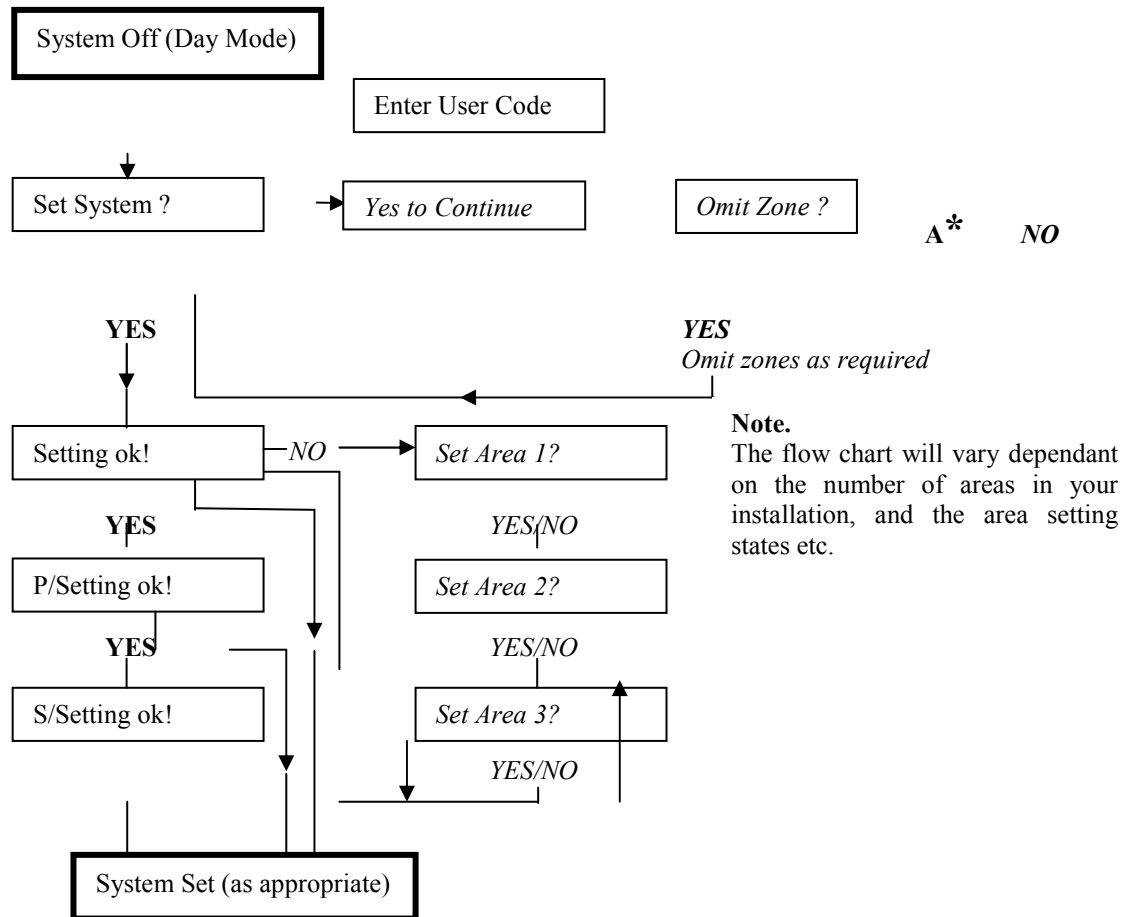 System Off (Day Mode)
Enter User Code
Set System ?
Yes to Continue
Omit Zone ?
A* NO
YES
YES
Omit zones as required
Setting ok!
NO
Set Area 1?
Note.
The flow chart will vary dependant
on the number of areas in your
installation, and the area setting
states etc.
YES
YES/NO
P/Setting ok!
Set Area 2?
YES
YES/NO
S/Setting ok!
Set Area 3?
YES/NO
System Set (as appropriate)